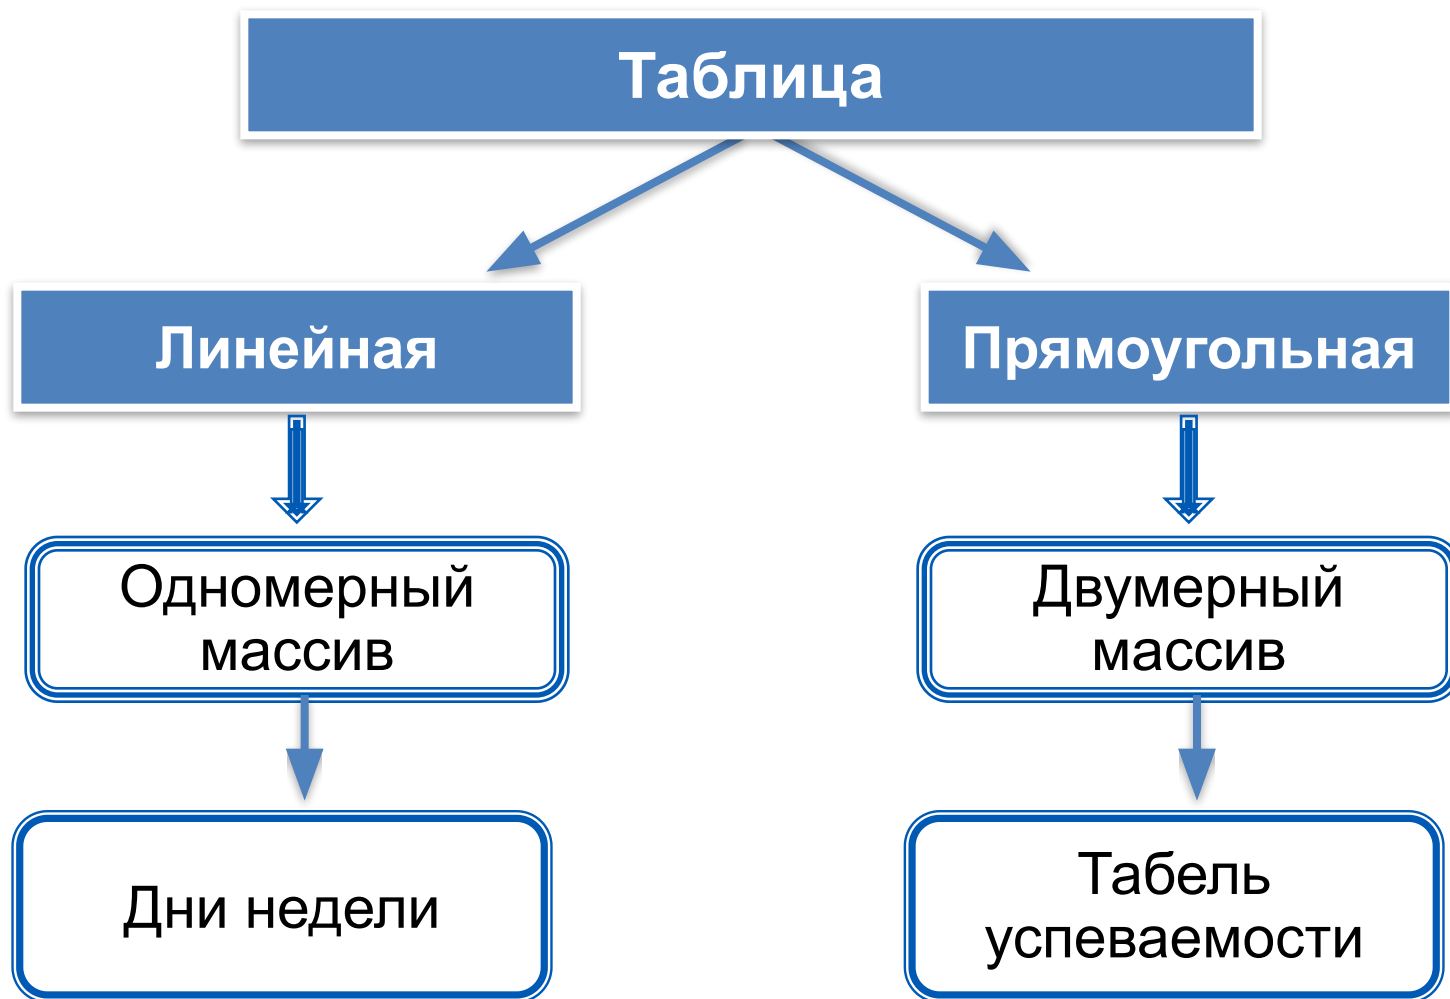 Таблица
Линейная
Прямоугольная
Одномерный
массив
Двумерный
массив
Дни недели
Табель
успеваемости